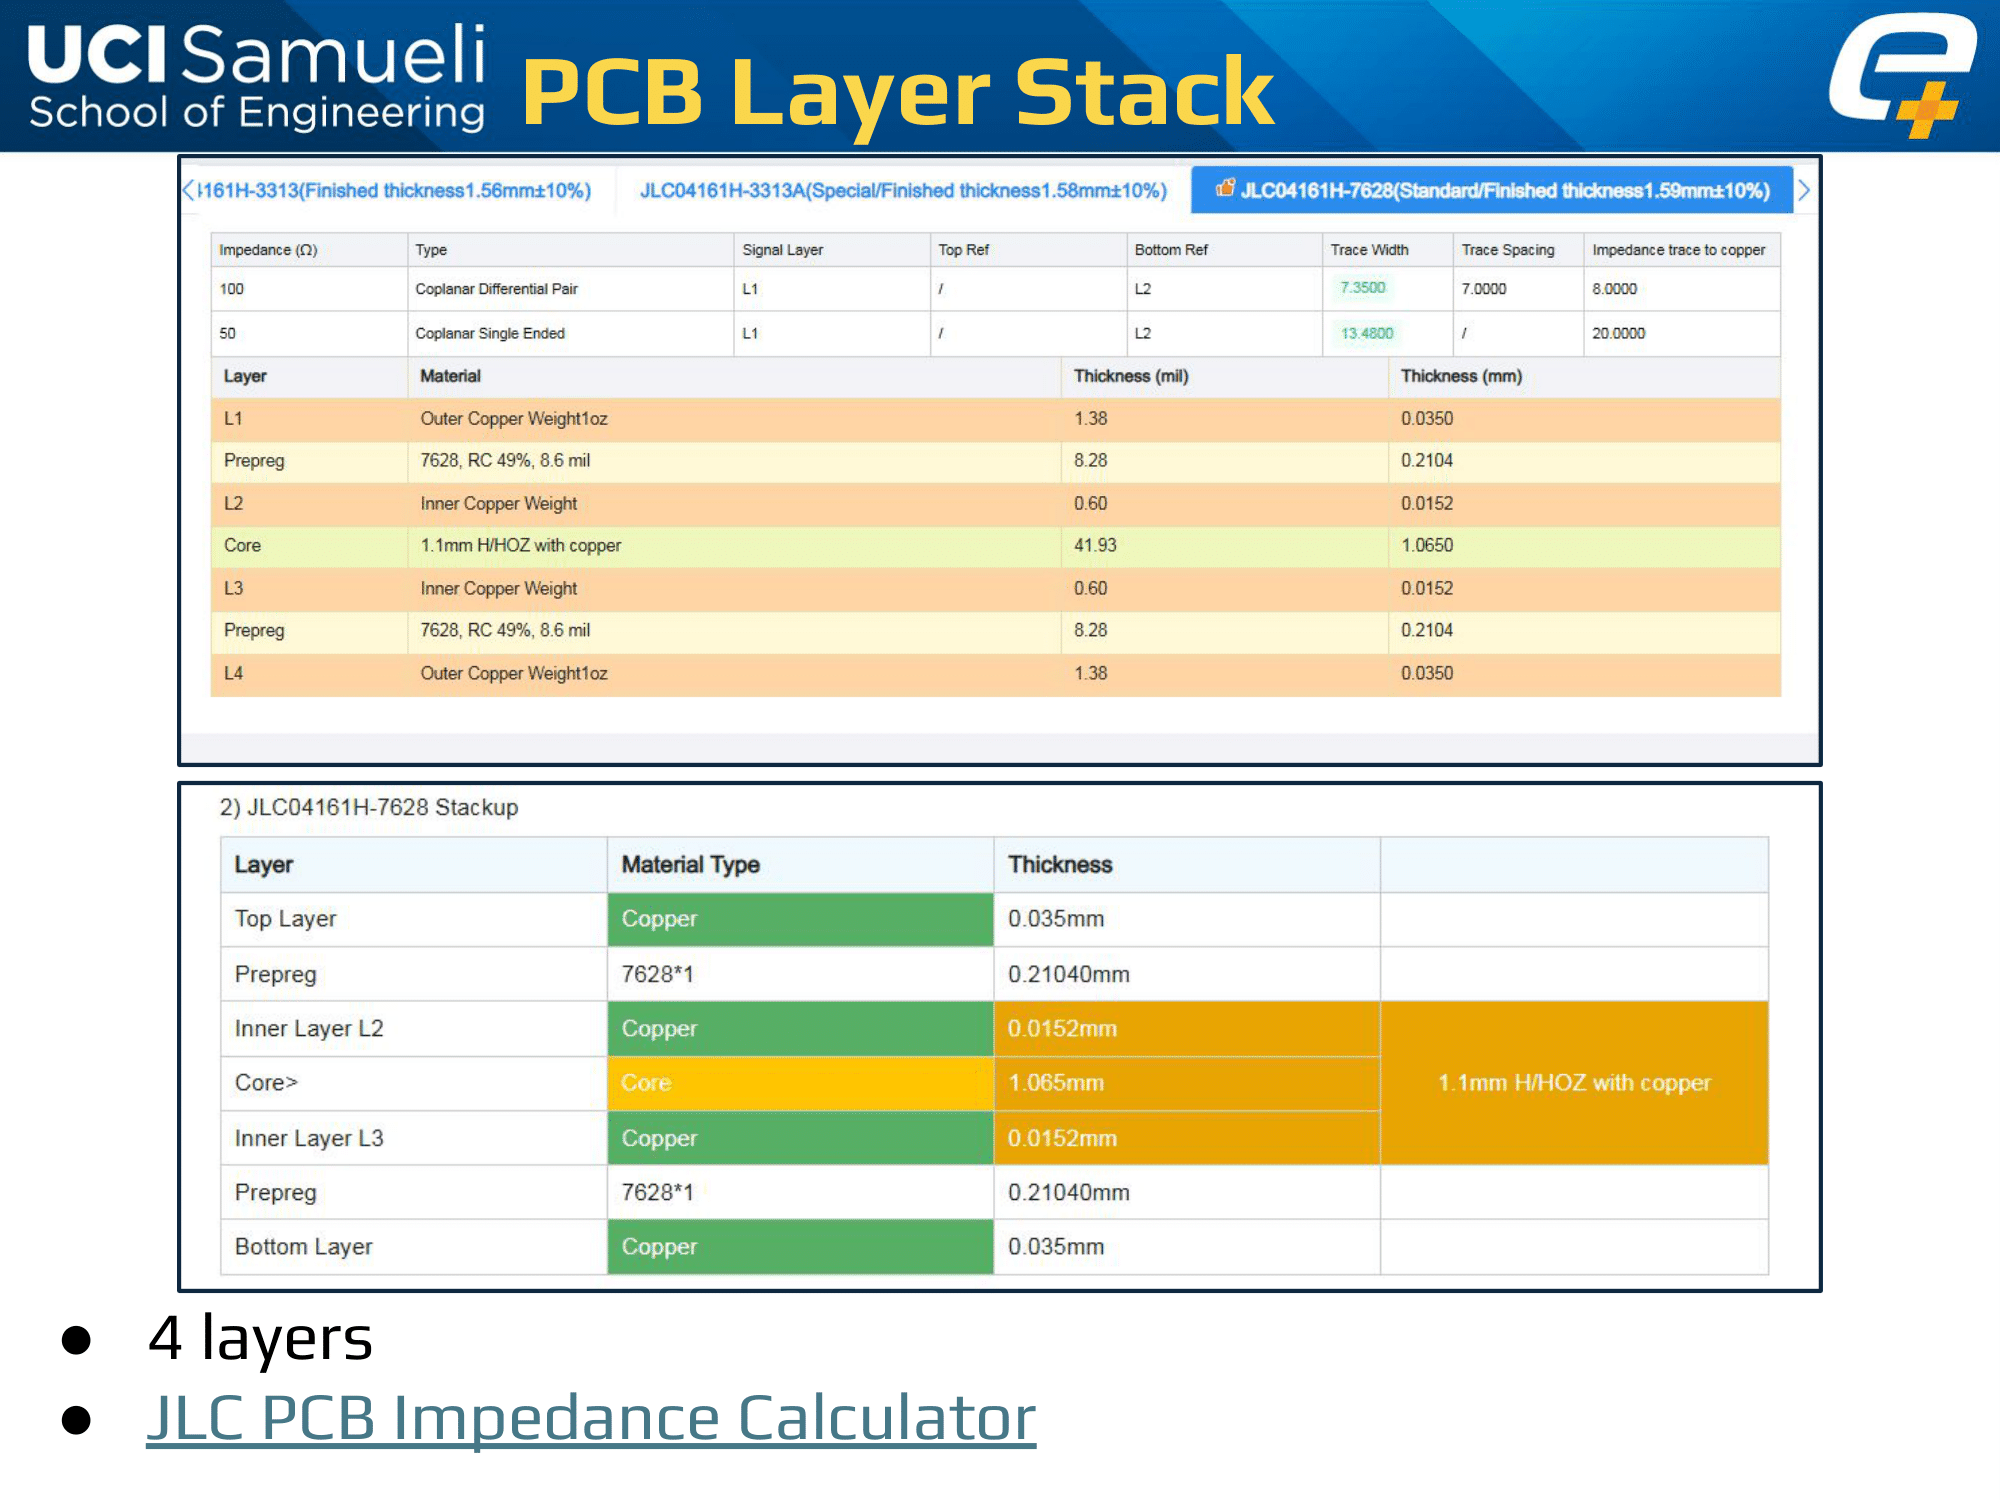 UCI Samueli
School of Engineering
PCB Layer Stack
161H-3313(Finished thickness1.56mm±10%) JLC04161H-3313A(Special/Finished thickness1.58mm±10%) JLC04161H-7628(Standard/Finished thickness1.59mm±10%)
Impedance (Ω) Type Signal Layer Top Ref Bottom Ref Trace Width Trace Spacing Impedance trace to copper
100 Coplanar Differential Pair L1 / L2 7.3500 7.0000 8.0000
50 Coplanar Single Ended L1 / L2 13.4800 / 20.0000
Layer Material Thickness (mil) Thickness (mm)
L1 Outer Copper Weight1oz 1.38 0.0350
Prepreg 7628, RC 49%, 8.6 mil 8.28 0.2104
L2 Inner Copper Weight 0.60 0.0152
Core 1.1mm H/HOZ with copper 41.93 1.0650
L3 Inner Copper Weight 0.60 0.0152
Prepreg 7628, RC 49%, 8.6 mil 8.28 0.2104
L4 Outer Copper Weight1oz 1.38 0.0350
2) JLC04161H-7628 Stackup
Layer Material Type Thickness
Top Layer Copper 0.035mm
Prepreg 7628*1 0.21040mm
Inner Layer L2 Copper 0.0152mm
Core> Core 1.065mm 1.1mm H/HOZ with copper
Inner Layer L3 Copper 0.0152mm
Prepreg 7628*1 0.21040mm
Bottom Layer Copper 0.035mm
● 4 layers
● JLC PCB Impedance Calculator